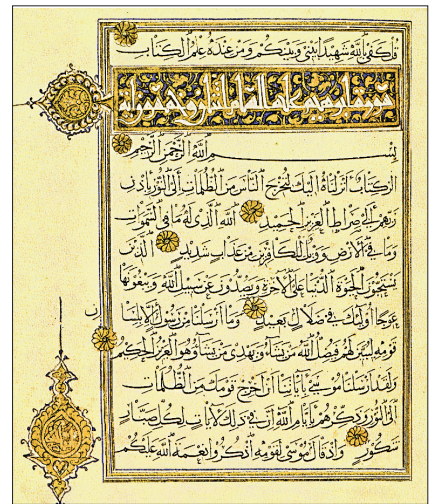 قل كفى بالله شهيدا بيني وبينكم ومن عنده علم الكتاب
بسم الله الرحمن الرحيم
الر كتاب انزلناه اليك لتخرج الناس من الظلمات الى النور باذن
ربهم الى صراط العزيز الحميد الله الذي له ما في السموات
وما في الارض وويل للكافرين من عذاب شديد الذين
يستحبون الحيوة الدنيا على الاخرة ويصدون عن سبيل الله ويبغونها
عوجا اولئك في ضلال بعيد وما ارسلنا من رسول الا بلسان
قومه ليبين لهم فيضل الله من يشاء ويهدي من يشاء وهو العزيز الحكيم
ولقد ارسلنا موسى باياتنا ان اخرج قومك من الظلمات
الى النور وذكرهم بايام الله ان في ذلك لايات لكل صبار
شكور واذ قال موسى لقومه اذكروا نعمة الله عليكم